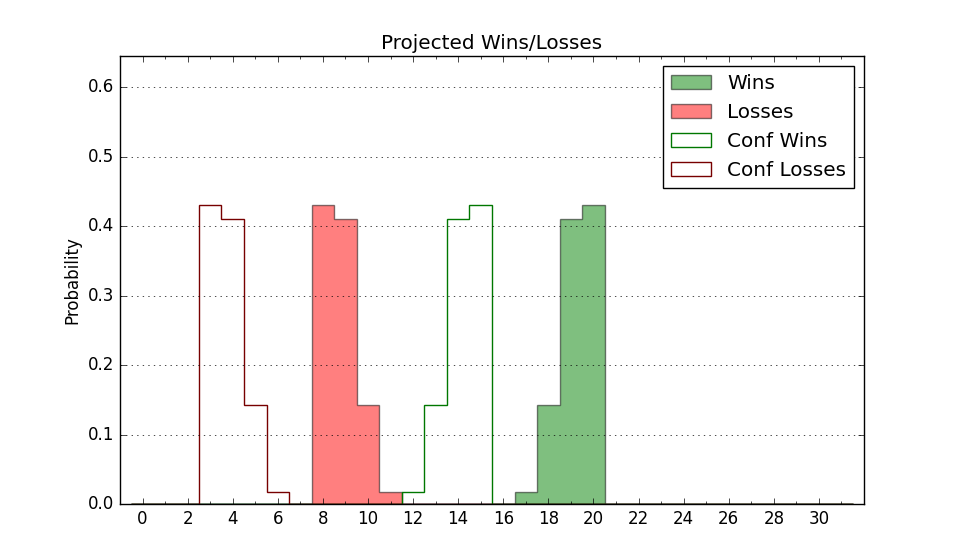 Projected Wins/Losses
Probability
0.6
0.5
0.4
0.3
0.2
0.1
0.0
0 2 4 6 8 10 12 14 16 18 20 22 24 26 28 30
Wins
Losses
Conf Wins
Conf Losses